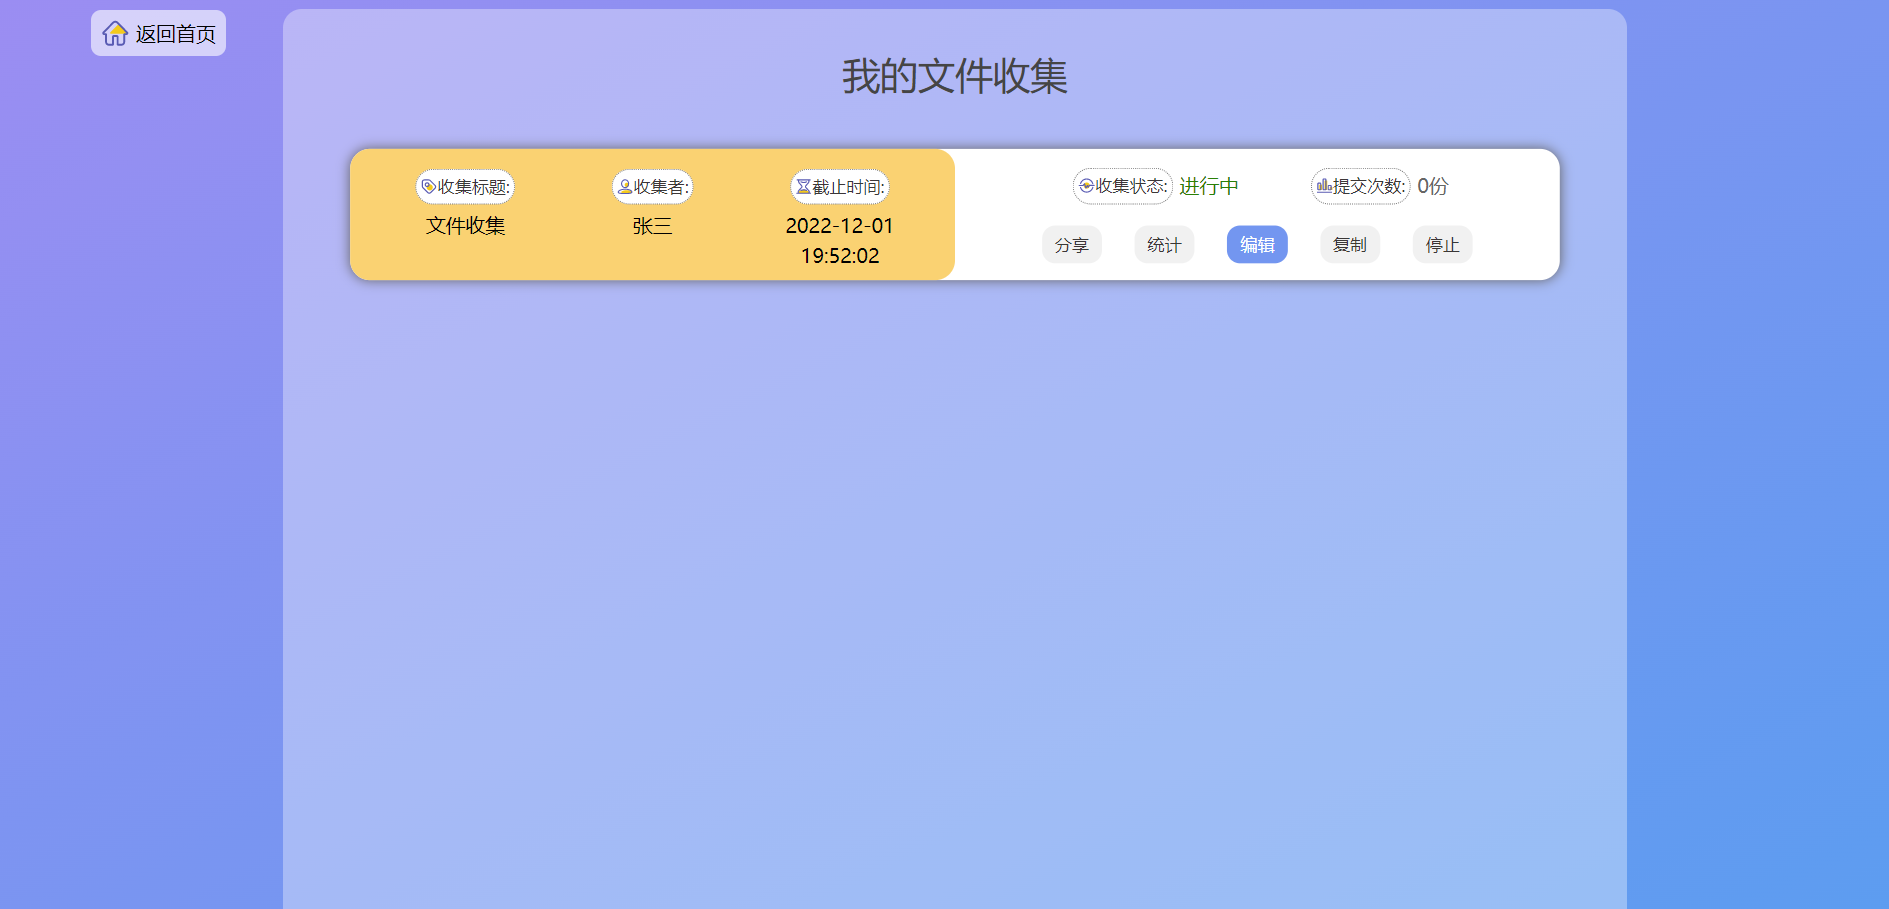 返回首页
我的文件收集
收集标题:
文件收集
收集者:
张三
截止时间:
2022-12-01
19:52:02
收集状态: 进行中
提交次数: 0份
分享
统计
编辑
复制
停止